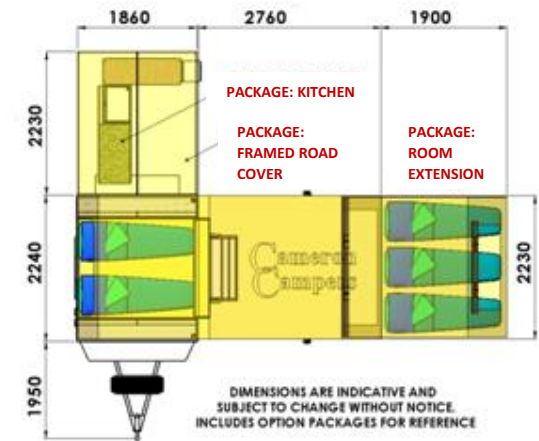 1860
2760
1900
2230
PACKAGE: KITCHEN
PACKAGE:
FRAMED ROAD
COVER
PACKAGE:
ROOM
EXTENSION
2240
Cameron
Campers
2230
1950
DIMENSIONS ARE INDICATIVE AND
SUBJECT TO CHANGE WITHOUT NOTICE.
INCLUDES OPTION PACKAGES FOR REFERENCE